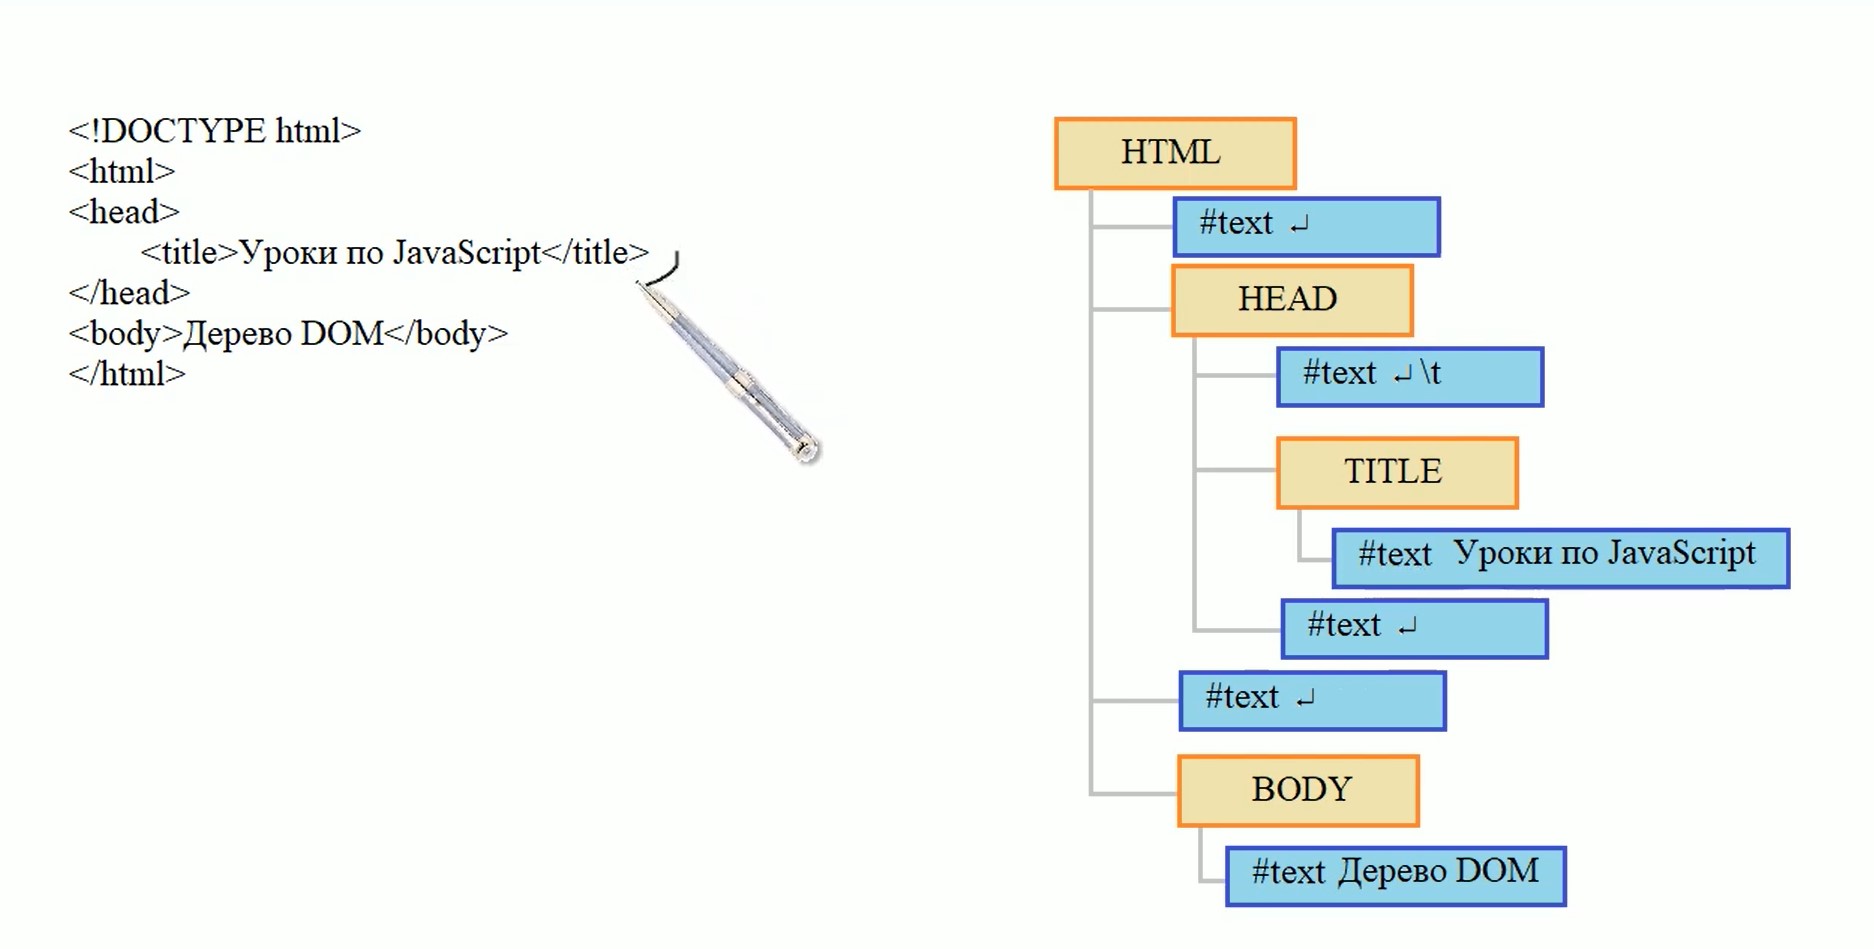 <!DOCTYPE html>
<html>
<head>
<title>Уроки по JavaScript</title>
</head>
<body>Дерево DOM</body>
</html>
HTML
#text ↵
HEAD
#text ↵\t
TITLE
#text Уроки по JavaScript
#text ↵
#text ↵
BODY
#text Дерево DOM